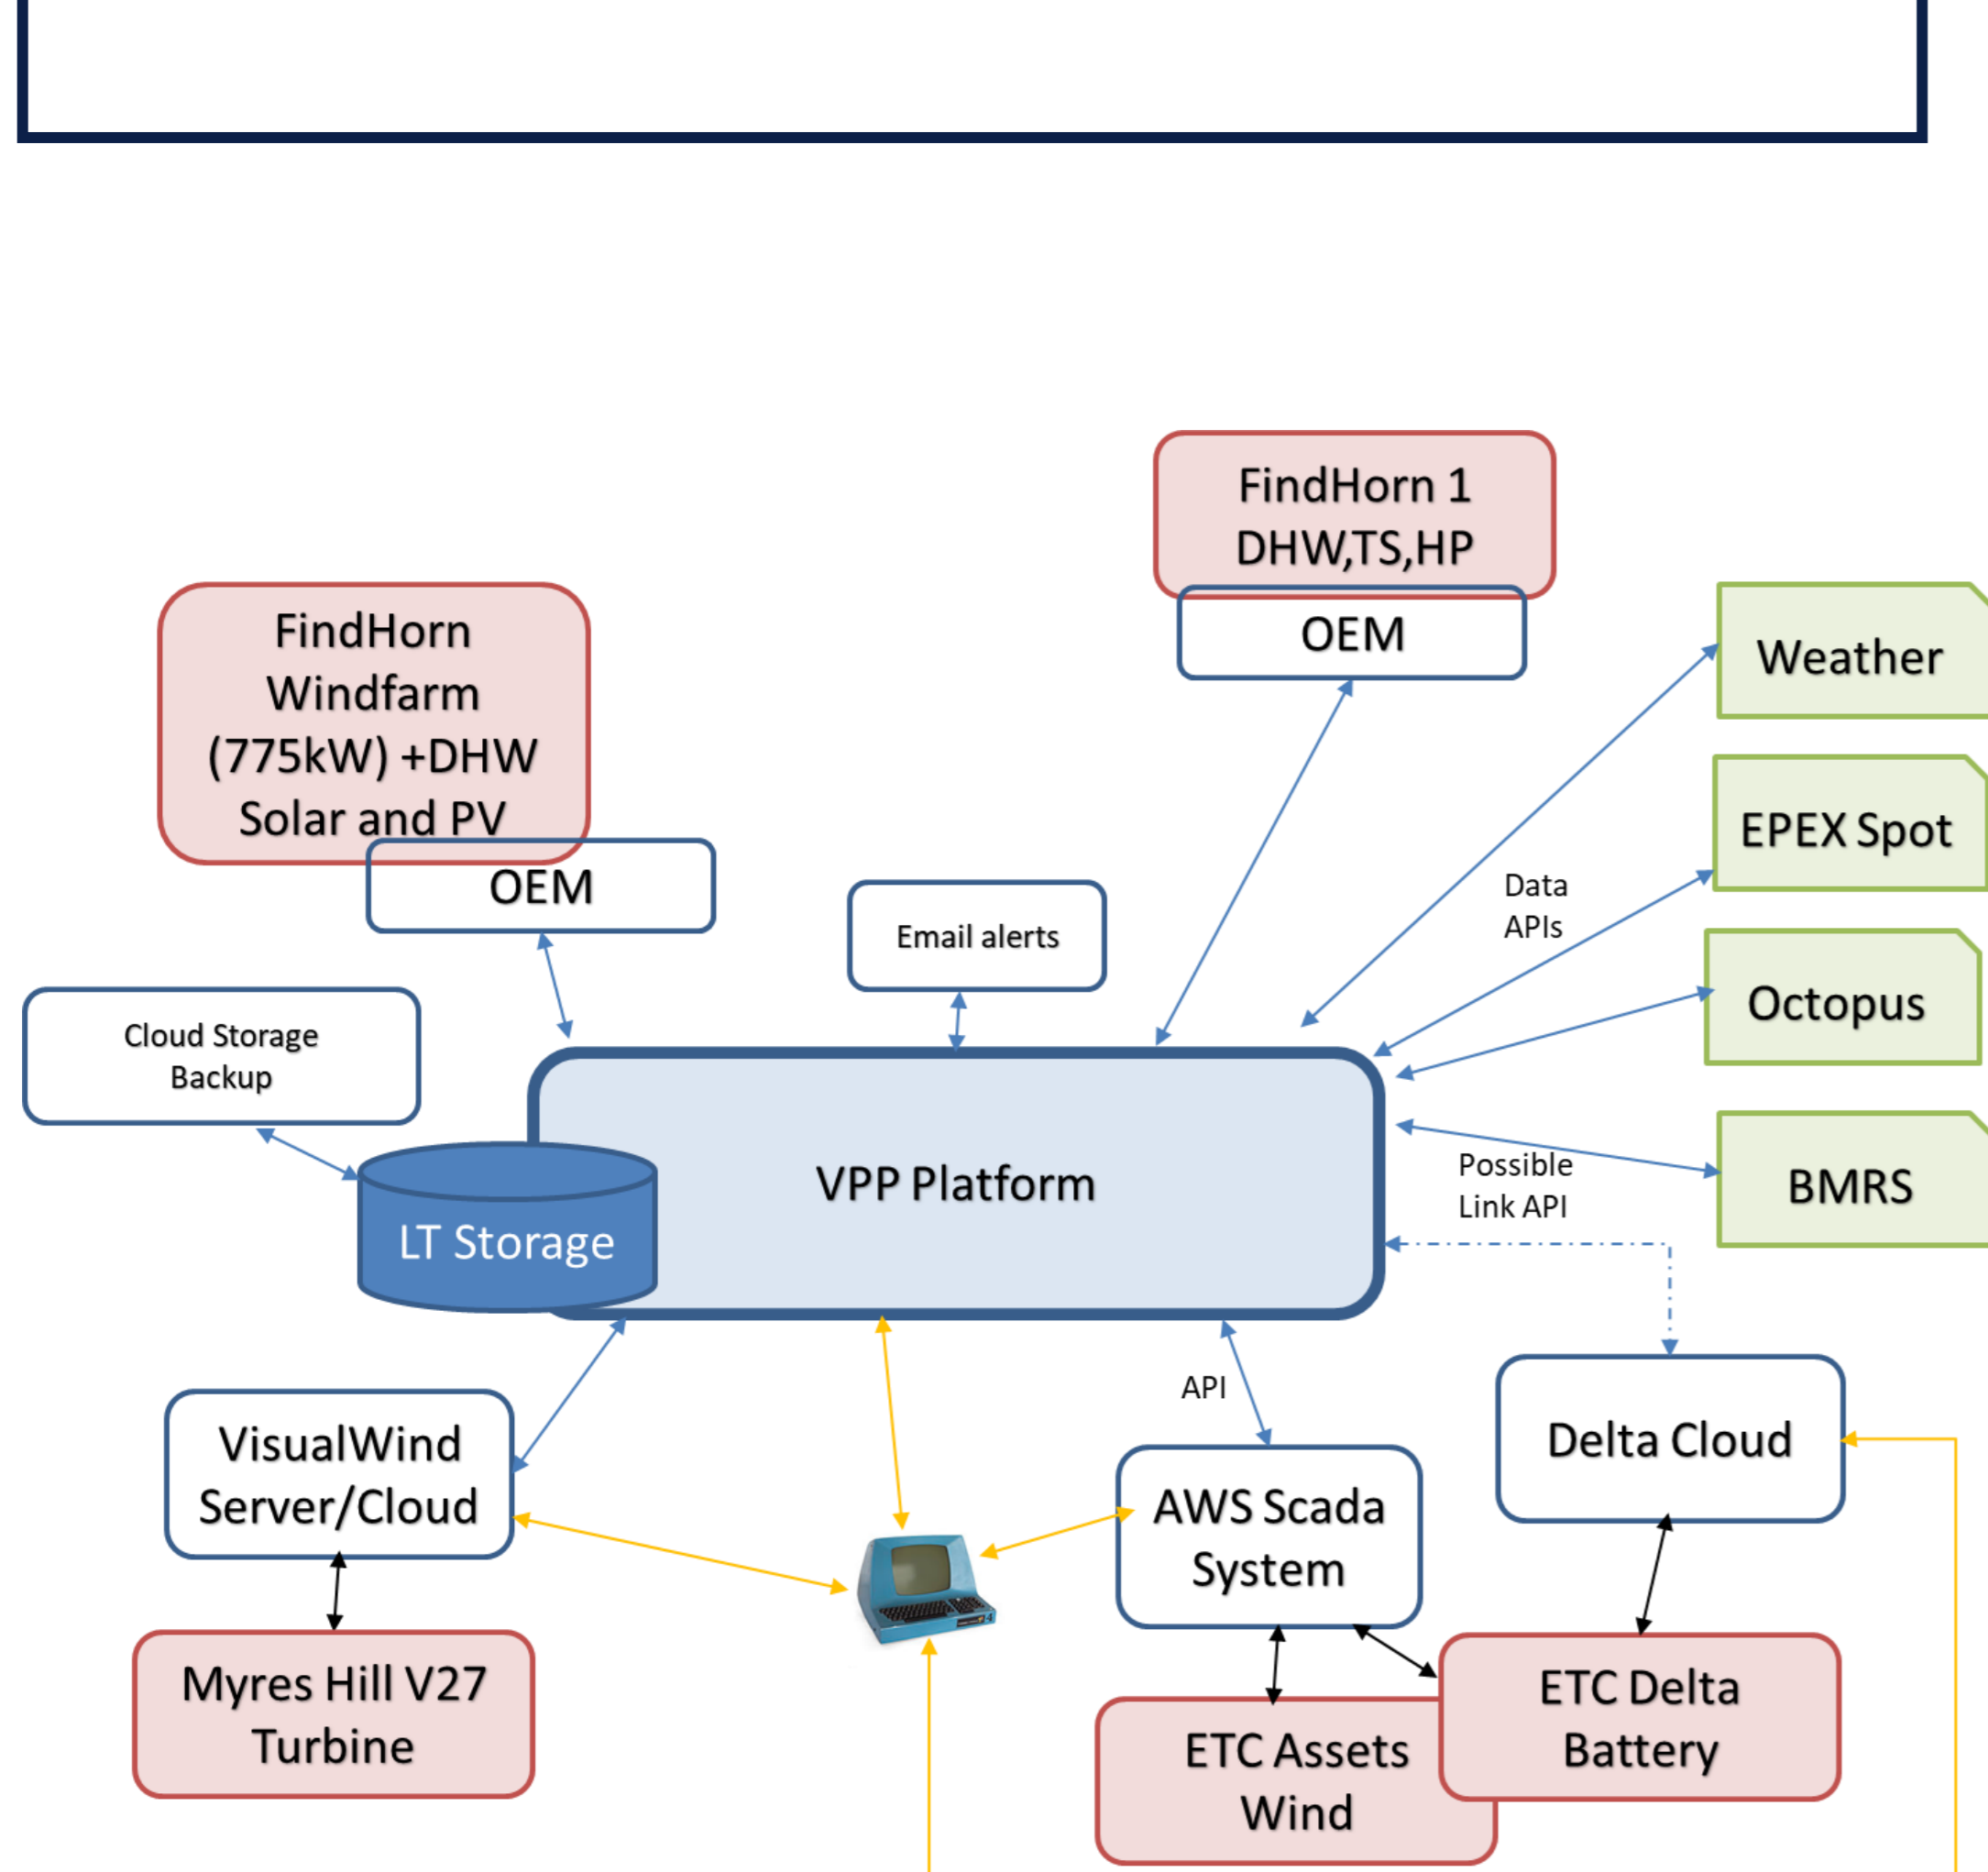 FindHorn 1
DHW,TS,HP
OEM
FindHorn
Windfarm
(775kW) +DHW
Solar and PV
OEM
Weather
EPEX Spot
Data
APIs
Octopus
Email alerts
Cloud Storage
Backup
VPP Platform
LT Storage
Possible
Link API
BMRS
API
VisualWind
Server/Cloud
AWS Scada
System
Delta Cloud
Myres Hill V27
Turbine
ETC Assets
Wind
ETC Delta
Battery